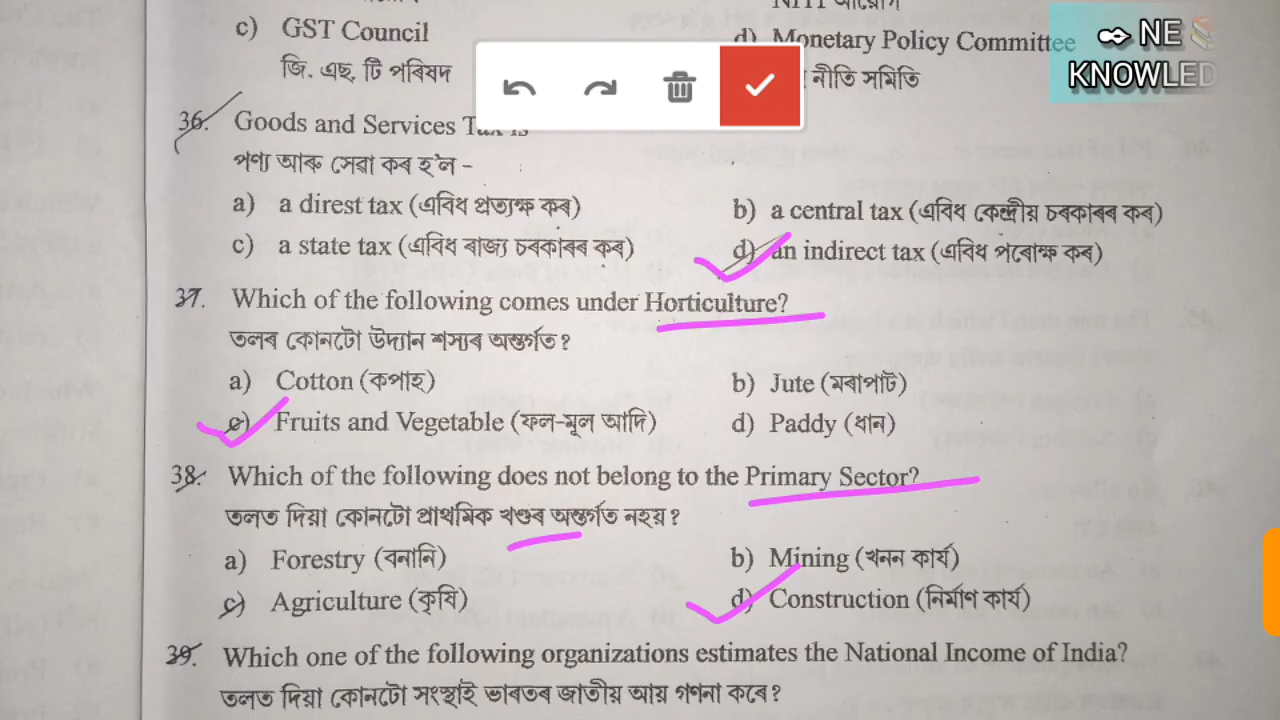 c) GST Council
d) Monetary Policy Committee
জি. এছ. টি পৰিষদ
নীতি সমিতি
NE
KNOWLED
36. Goods and Services Tax is
পণ্য আৰু সেৱা কৰ হ'ল -
a) a direst tax (এবিধ প্ৰত্যক্ষ কৰ)
b) a central tax (এবিধ কেন্দ্ৰীয় চৰকাৰৰ কৰ)
c) a state tax (এবিধ ৰাজ্য চৰকাৰৰ কৰ)
d) an indirect tax (এবিধ পৰোক্ষ কৰ)
37. Which of the following comes under Horticulture?
তলৰ কোনটো উদ্যান শস্যৰ অন্তৰ্গত?
a) Cotton (কপাহ)
b) Jute (মৰাপাট)
c) Fruits and Vegetable (ফল-মূল আদি)
d) Paddy (ধান)
38. Which of the following does not belong to the Primary Sector?
তলত দিয়া কোনটো প্ৰাথমিক খণ্ডৰ অন্তৰ্গত নহয়?
a) Forestry (বনানি)
b) Mining (খনন কাৰ্য)
c) Agriculture (কৃষি)
d) Construction (নিৰ্মাণ কাৰ্য)
39. Which one of the following organizations estimates the National Income of India?
তলত দিয়া কোনটো সংস্থাই ভাৰতৰ জাতীয় আয় গণনা কৰে?